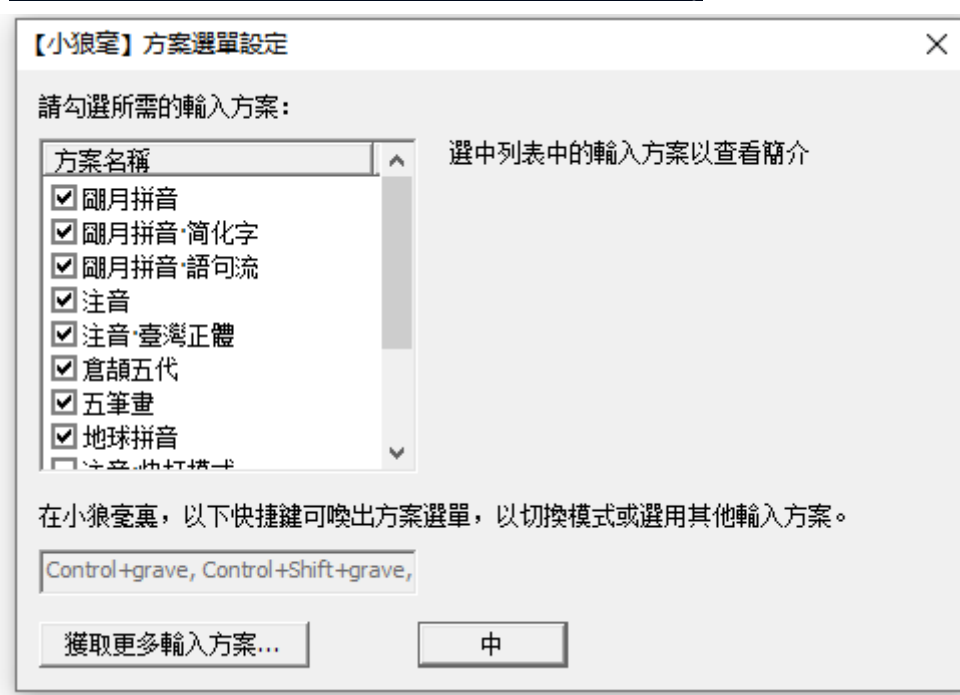 【小狼毫】方案選單設定
請勾選所需的輸入方案:
方案名稱
選中列表中的輸入方案以查看簡介
朙月拼音
朙月拼音·简化字
朙月拼音·語句流
注音
注音·臺灣正體
倉頡五代
五筆畫
地球拼音
注音·快打模式
在小狼毫裏，以下快捷鍵可喚出方案選單，以切換模式或選用其他輸入方案。
Control+grave, Control+Shift+grave,
獲取更多輸入方案...
中